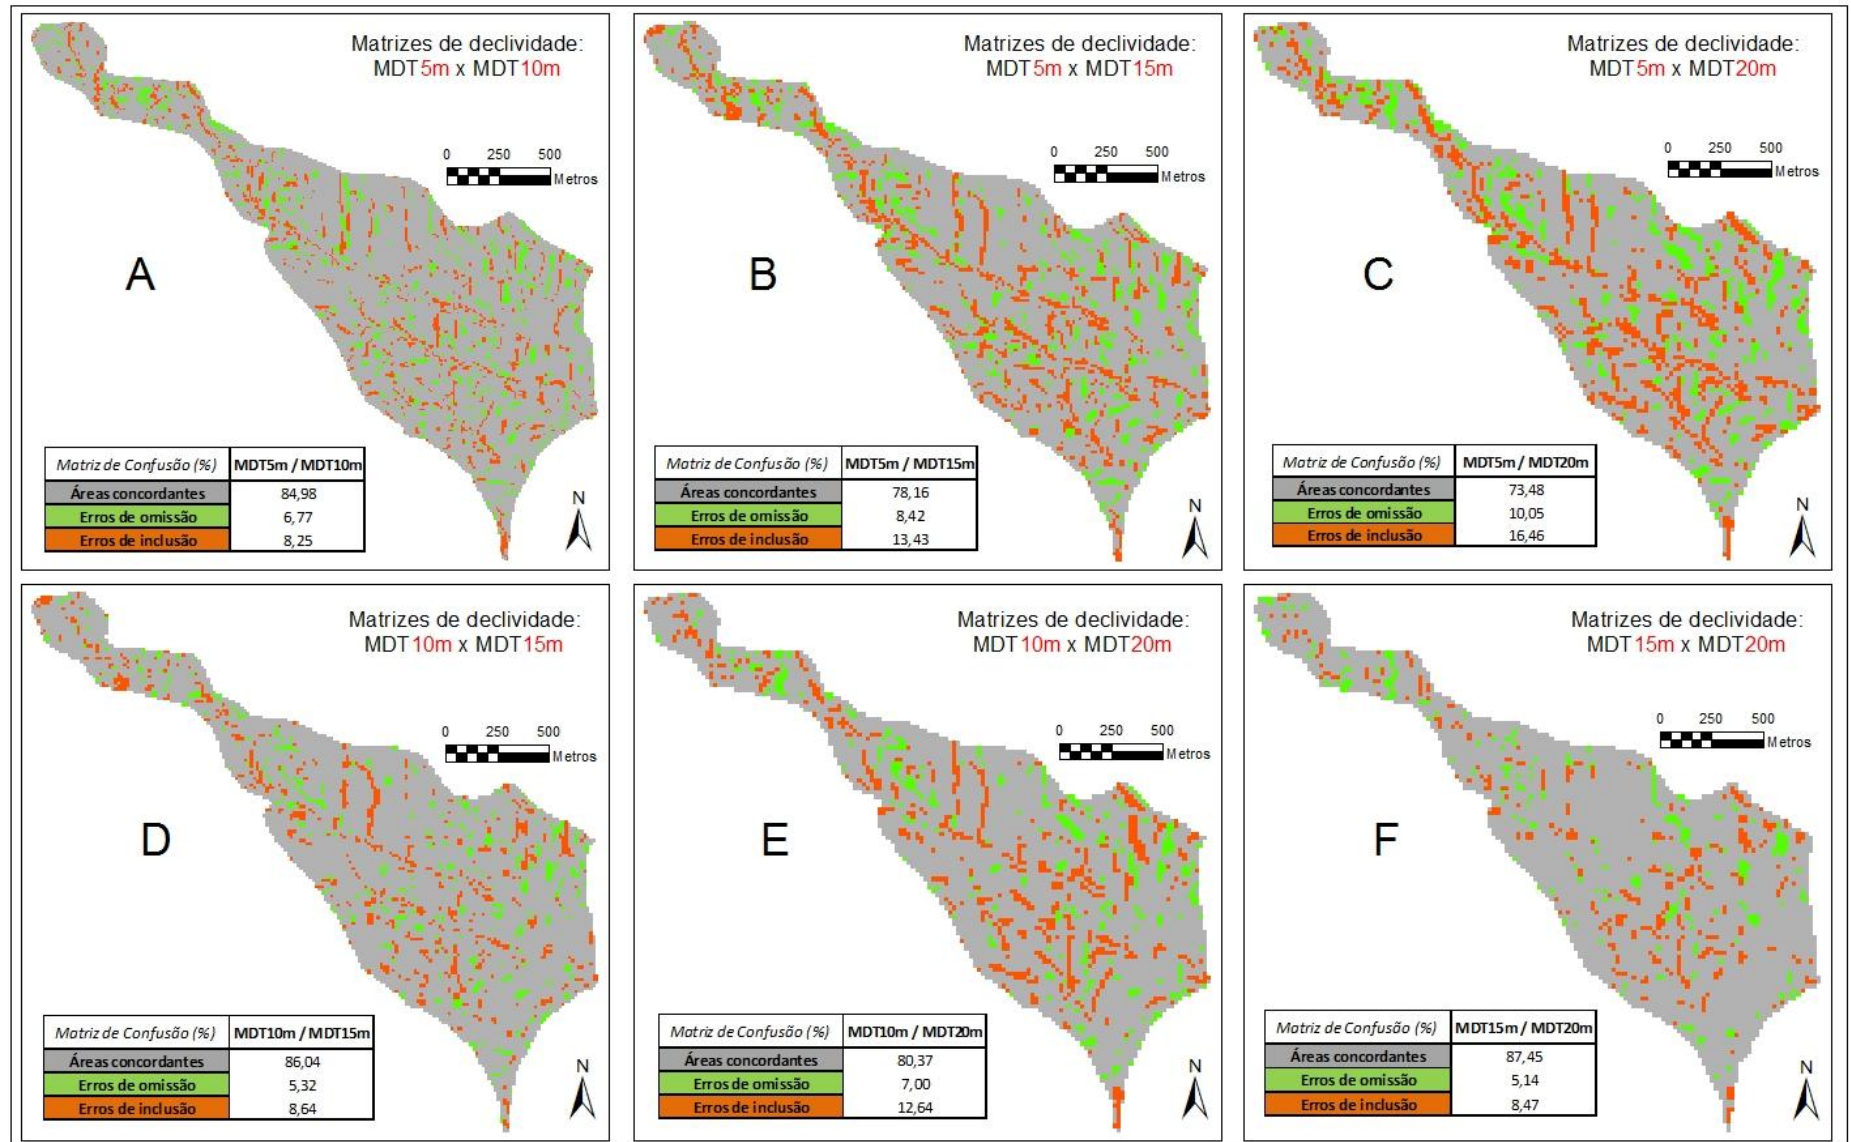 Matrizes de declividade:
MDT5m x MDT10m
0 250 500
Metros
A
Matriz de Confusão (%) MDT5m / MDT10m
Áreas concordantes 84,98
Erros de omissão 6,77
Erros de inclusão 8,25
N
Matrizes de declividade:
MDT5m x MDT15m
0 250 500
Metros
B
Matriz de Confusão (%) MDT5m / MDT15m
Áreas concordantes 78,16
Erros de omissão 8,42
Erros de inclusão 13,43
N
Matrizes de declividade:
MDT5m x MDT20m
0 250 500
Metros
C
Matriz de Confusão (%) MDT5m / MDT20m
Áreas concordantes 73,48
Erros de omissão 10,05
Erros de inclusão 16,46
N
Matrizes de declividade:
MDT10m x MDT15m
0 250 500
Metros
D
Matriz de Confusão (%) MDT10m / MDT15m
Áreas concordantes 86,04
Erros de omissão 5,32
Erros de inclusão 8,64
N
Matrizes de declividade:
MDT10m x MDT20m
0 250 500
Metros
E
Matriz de Confusão (%) MDT10m / MDT20m
Áreas concordantes 80,37
Erros de omissão 7,00
Erros de inclusão 12,64
N
Matrizes de declividade:
MDT15m x MDT20m
0 250 500
Metros
F
Matriz de Confusão (%) MDT15m / MDT20m
Áreas concordantes 87,45
Erros de omissão 5,14
Erros de inclusão 8,47
N